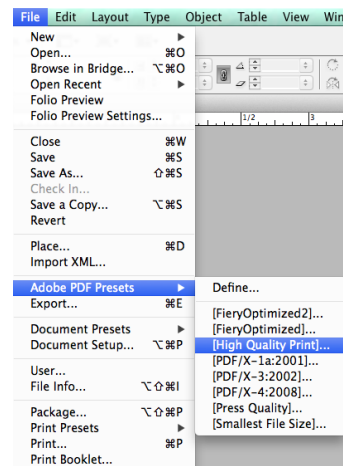 File Edit Layout Type Object Table View
New
Open... ⌘O
Browse in Bridge... ⌥⌘O
Open Recent
Folio Preview
Folio Preview Settings...
1/2 3
Close ⌘W
Save ⌘S
Save As... ⇧⌘S
Check In...
Save a Copy... ⌥⌘S
Revert
Place... ⌘D
Import XML...
Adobe PDF Presets
Define...
Export... ⌘E
[FieryOptimized2]...
Document Presets
[FieryOptimized]...
Document Setup... ⌥⌘P
[High Quality Print]...
[PDF/X-1a:2001]...
User...
[PDF/X-3:2002]...
File Info... ⌥⇧⌘I
[PDF/X-4:2008]...
Package... ⌥⇧⌘P
[Press Quality]...
Print Presets
[Smallest File Size]...
Print... ⌘P
Print Booklet...